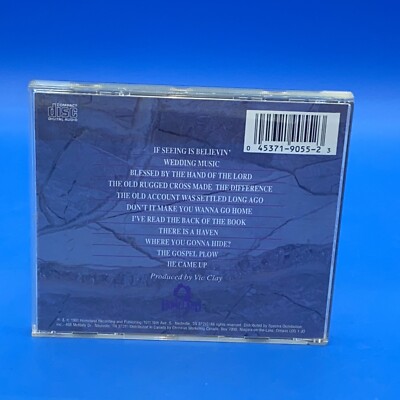 COMPACT
disc
DIGITAL AUDIO
0 45371-9055-2 3
IF SEEING IS BELIEVIN'
WEDDING MUSIC
BLESSED BY THE HAND OF THE LORD
THE OLD RUGGED CROSS MADE THE DIFFERENCE
THE OLD ACCOUNT WAS SETTLED LONG AGO
DON'T IT MAKE YOU WANNA GO HOME
I'VE READ THE BACK OF THE BOOK
THERE IS A HAVEN
WHERE YOU GONNA HIDE?
THE GOSPEL PLOW
HE CAME UP
Produced by Vic Clay